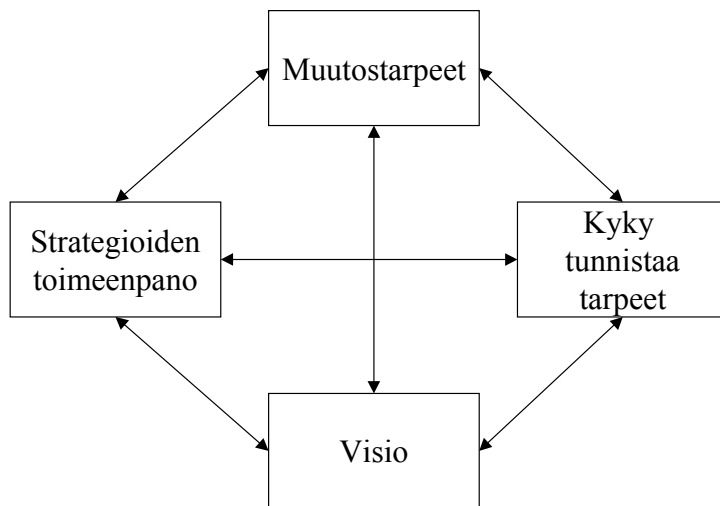 Muutostarpeet
Strategioiden
toimeenpano
Kyky
tunnistaa
tarpeet
Visio